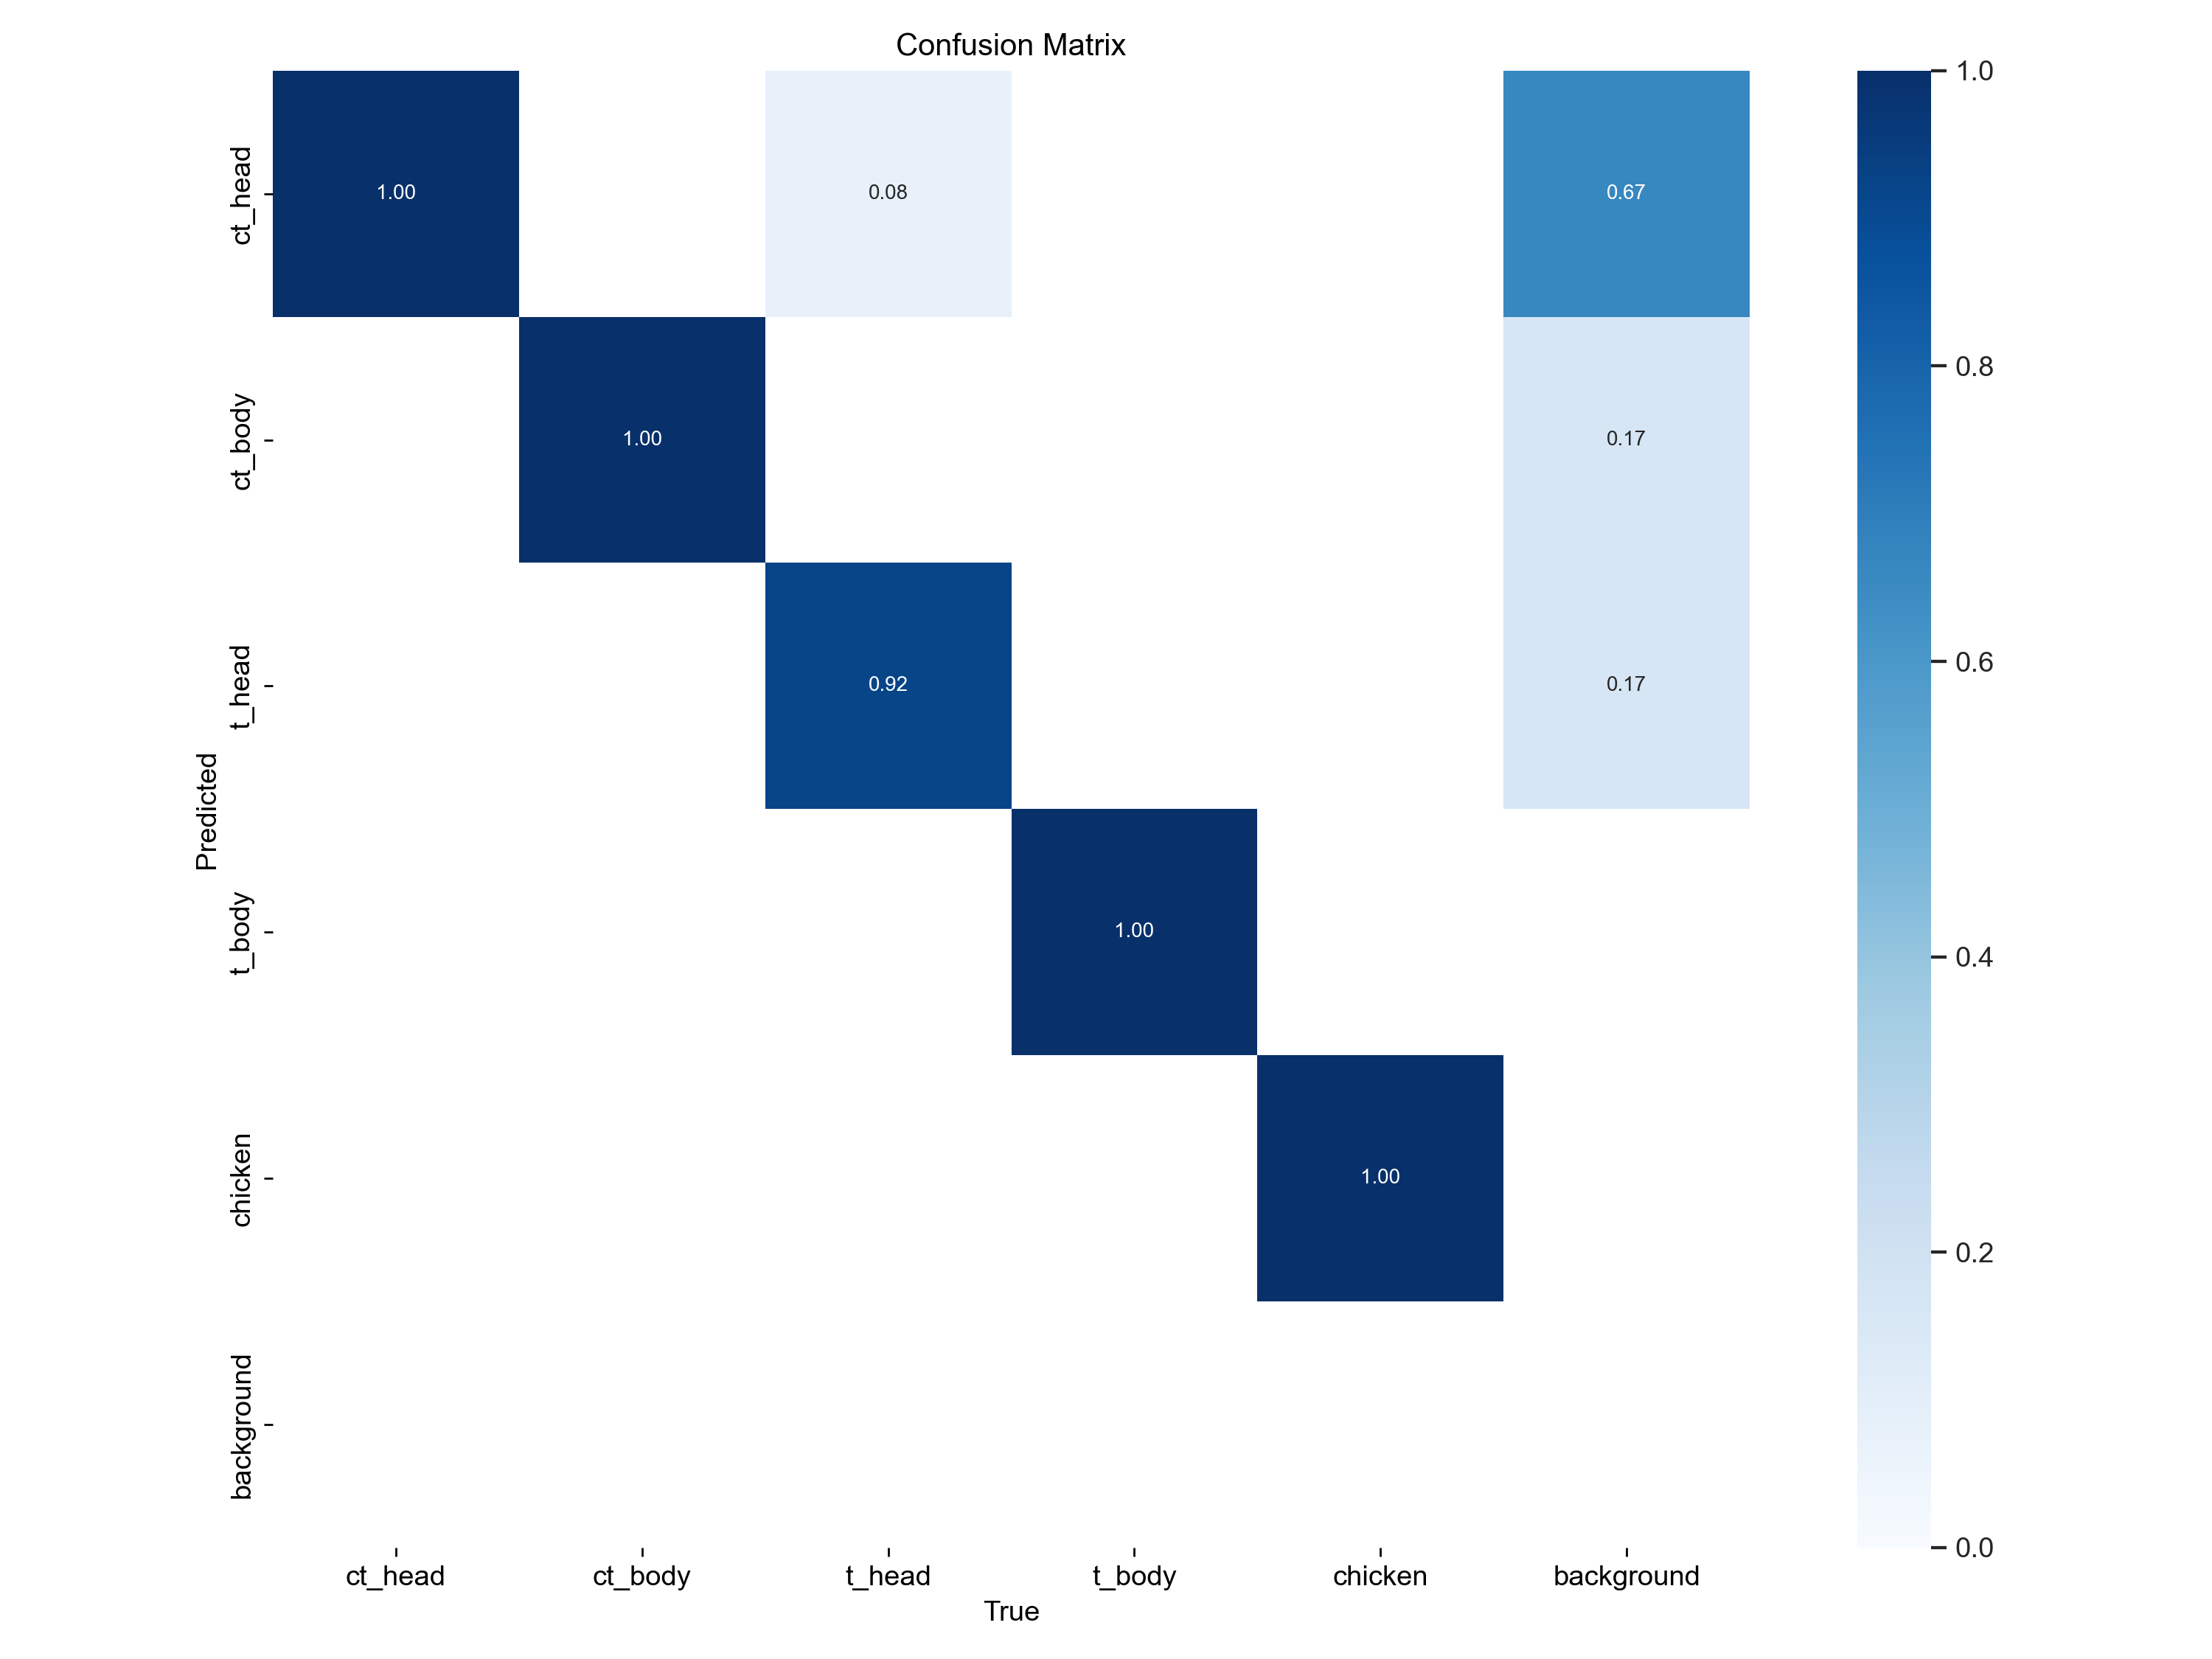 Confusion Matrix
ct_head
1.00
0.08
0.67
ct_body
1.00
0.17
t_head
0.92
0.17
t_body
1.00
chicken
1.00
background
Predicted
ct_head ct_body t_head t_body chicken background
True
1.0
0.8
0.6
0.4
0.2
0.0